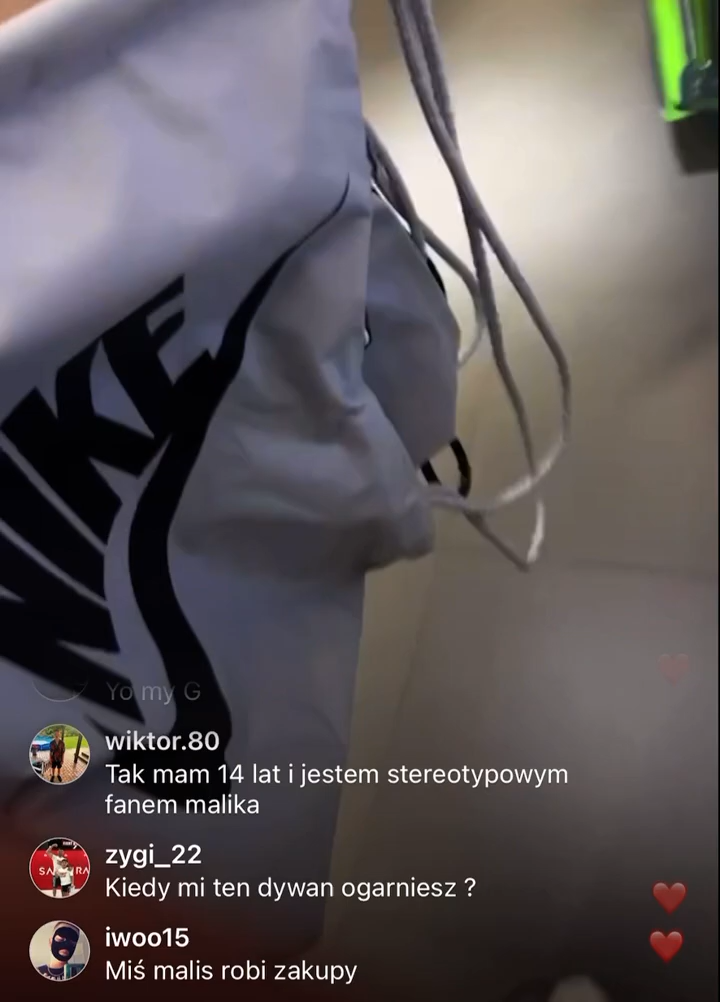 NIKE
Yo my G
wiktor.80
Tak mam 14 lat i jestem stereotypowym
fanem malika
zygi_22
Kiedy mi ten dywan ogarniesz ?
iwoo15
Miś malis robi zakupy